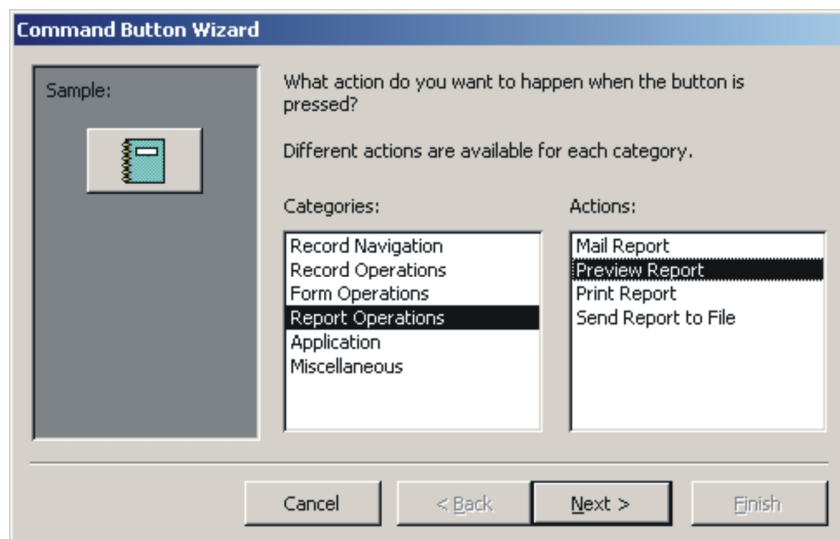 Command Button Wizard
Sample:
What action do you want to happen when the button is
pressed?
Different actions are available for each category.
Categories:
Record Navigation
Record Operations
Form Operations
Report Operations
Application
Miscellaneous
Actions:
Mail Report
Preview Report
Print Report
Send Report to File
Cancel
< Back
Next >
Finish